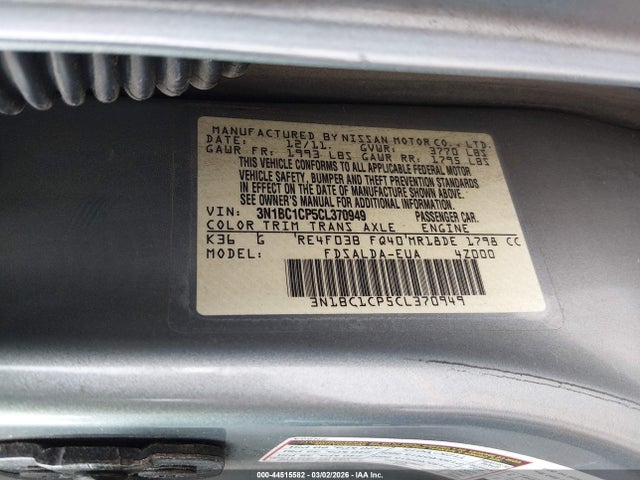 MANUFACTURED BY NISSAN MOTOR CO., LTD.
DATE: 12/11. GVWR: 3770 LBS
GAWR FR: 1993 LBS GAWR RR: 1795 LBS
THIS VEHICLE CONFORMS TO ALL APPLICABLE FEDERAL MOTOR
VEHICLE SAFETY, BUMPER AND THEFT PREVENTION STANDARDS
IN EFFECT ON THE DATE OF MANUFACTURE SHOWN ABOVE.
SEE OWNER'S MANUAL FOR ADDITIONAL INFORMATION
VIN: 3N1BC1CP5CL370949 PASSENGER CAR.
COLOR TRIM TRANS AXLE ENGINE
K36 G RE4F03B FQ40 MR18DE 1798 CC
MODEL: FDSALDA-EUA 4Z000
3N1BC1CP5CL370949
000-44515582 | 03/02/2026 | IAA Inc.